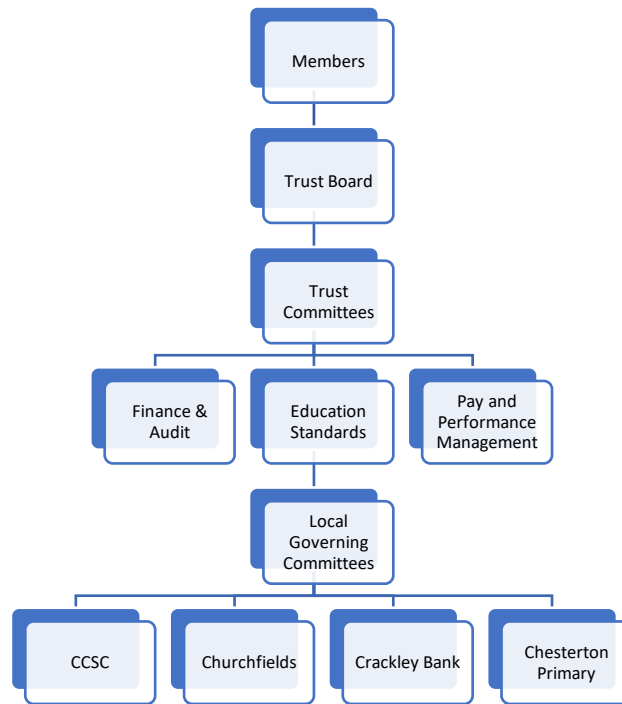 Members
Trust Board
Trust
Committees
Finance &
Audit
Education
Standards
Pay and
Performance
Management
Local
Governing
Committees
CCSC
Churchfields
Crackley Bank
Chesterton
Primary